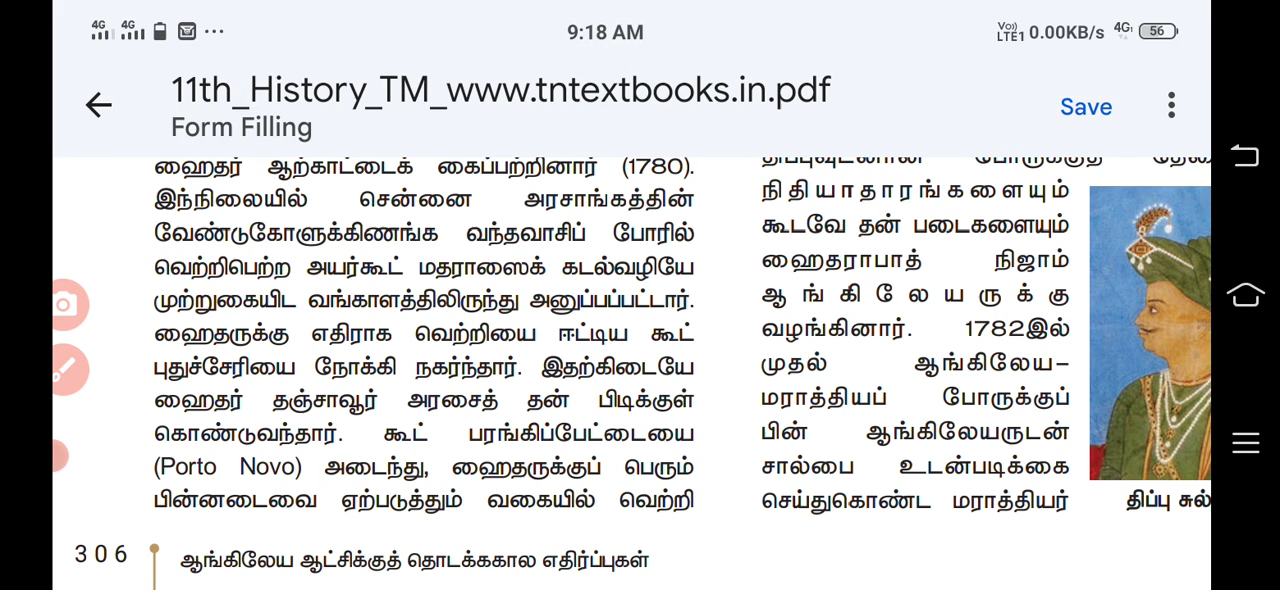 4G 4G ...
9:18 AM
Vo)) LTE1 0.00KB/s 4G 56
11th_History_TM_www.tntextbooks.in.pdf
Form Filling
Save
ஹைதர் ஆற்காட்டைக் கைப்பற்றினார் (1780).
இந்நிலையில் சென்னை அரசாங்கத்தின்
வேண்டுகோளுக்கிணங்க வந்தவாசிப் போரில்
வெற்றிபெற்ற அயர்கூட் மதராஸைக் கடல்வழியே
முற்றுகையிட வங்காளத்திலிருந்து அனுப்பப்பட்டார்.
ஹைதருக்கு எதிராக வெற்றியை ஈட்டிய கூட்
புதுச்சேரியை நோக்கி நகர்ந்தார். இதற்கிடையே
ஹைதர் தஞ்சாவூர் அரசைத் தன் பிடிக்குள்
கொண்டுவந்தார். கூட் பரங்கிப்பேட்டையை
(Porto Novo) அடைந்து, ஹைதருக்குப் பெரும்
பின்னடைவை ஏற்படுத்தும் வகையில் வெற்றி
நிதியாதாரங்களையும்
கூடவே தன் படைகளையும்
ஹைதராபாத் நிஜாம்
ஆங்கிலேயருக்கு
வழங்கினார். 1782இல்
முதல் ஆங்கிலேய–
மராத்தியப் போருக்குப்
பின் ஆங்கிலேயருடன்
சால்பை உடன்படிக்கை
செய்துகொண்ட மராத்தியர்
திப்பு சுல்
306 ஆங்கிலேய ஆட்சிக்குத் தொடக்ககால எதிர்ப்புகள்